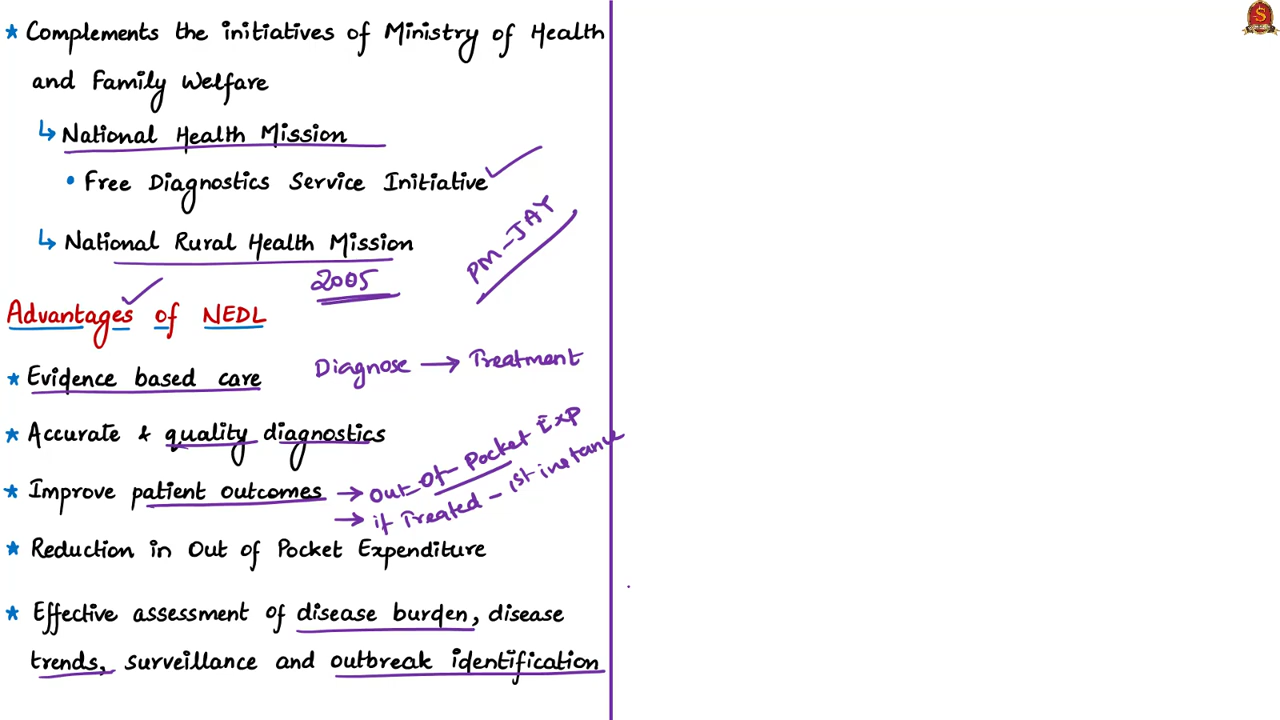 * Complements the initiatives of Ministry of Health
and Family Welfare
↳ National Health Mission
• Free Diagnostics Service Initiative
↳ National Rural Health Mission
2005
PM-JAY
Advantages of NEDL
* Evidence based care
Diagnose → Treatment
* Accurate & quality diagnostics
* Improve patient outcomes
→ Out-Of-Pocket Exp
→ if Treated - 1st instance
* Reduction in Out of Pocket Expenditure
* Effective assessment of disease burden, disease
trends, surveillance and outbreak identification
S